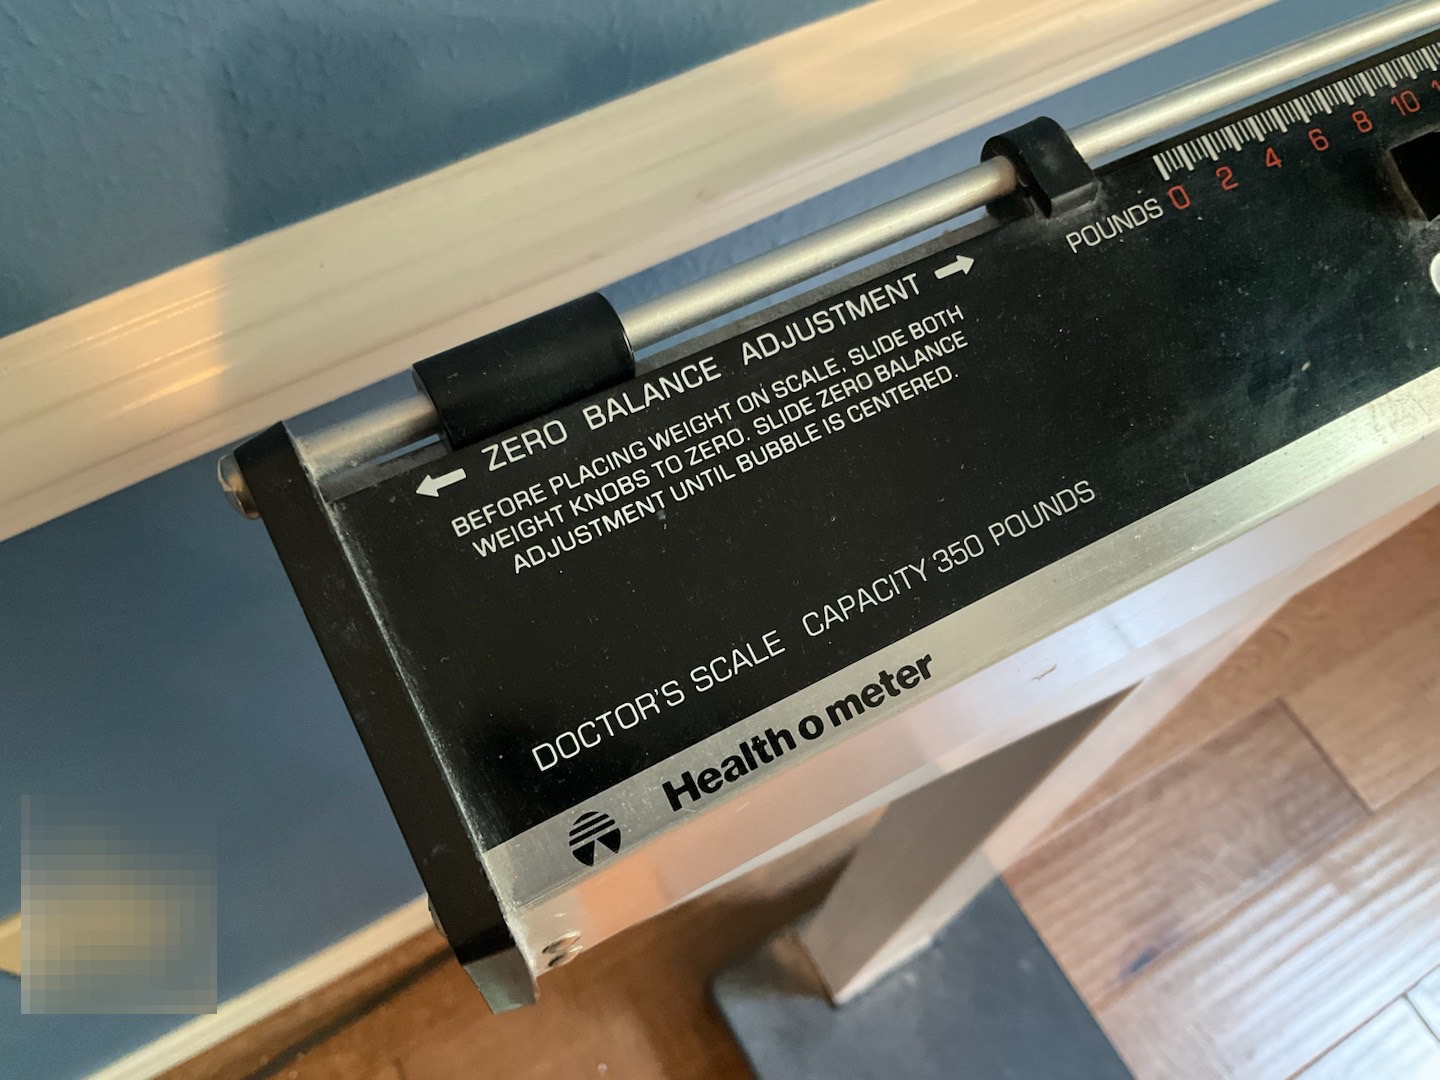 POUNDS 0 2 4 6 8 10
← ZERO BALANCE ADJUSTMENT →
BEFORE PLACING WEIGHT ON SCALE, SLIDE BOTH
WEIGHT KNOBS TO ZERO. SLIDE ZERO BALANCE
ADJUSTMENT UNTIL BUBBLE IS CENTERED.
DOCTOR'S SCALE CAPACITY 350 POUNDS
Health o meter